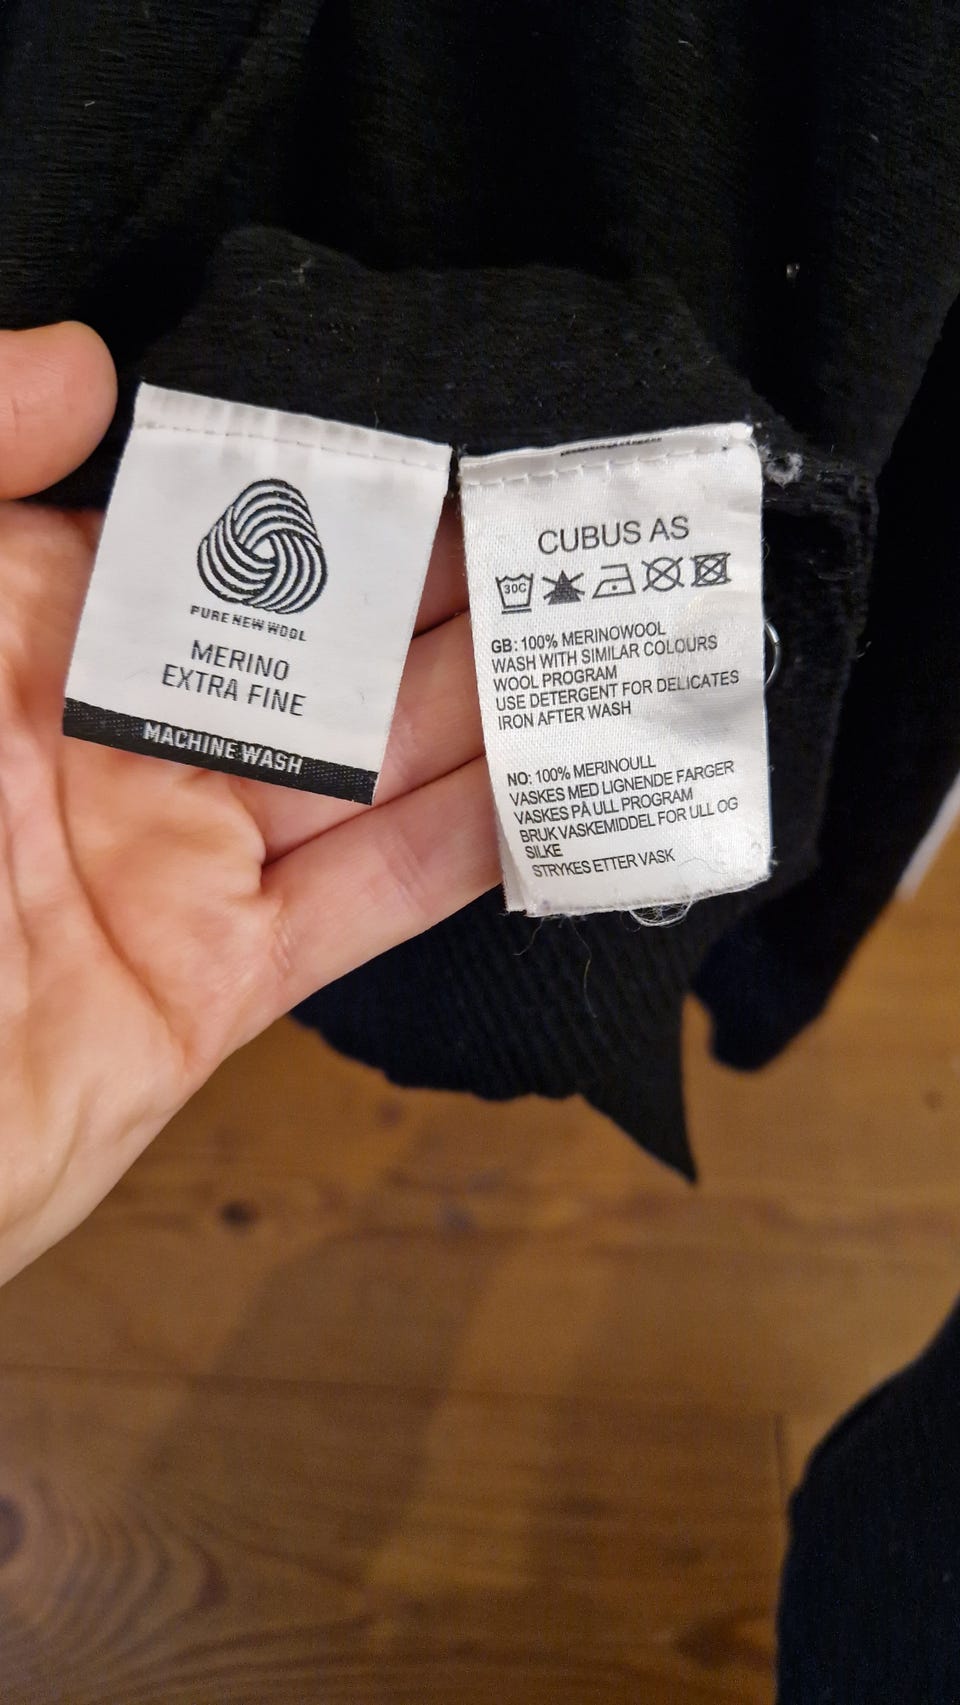 PURE NEW WOOL
MERINO
EXTRA FINE
MACHINE WASH
CUBUS AS
30C
GB: 100% MERINOWOOL
WASH WITH SIMILAR COLOURS
WOOL PROGRAM
USE DETERGENT FOR DELICATES
IRON AFTER WASH
NO: 100% MERINOULL
VASKES MED LIGNENDE FARGER
VASKES PÅ ULL PROGRAM
BRUK VASKEMIDDEL FOR ULL OG
SILKE
STRYKES ETTER VASK